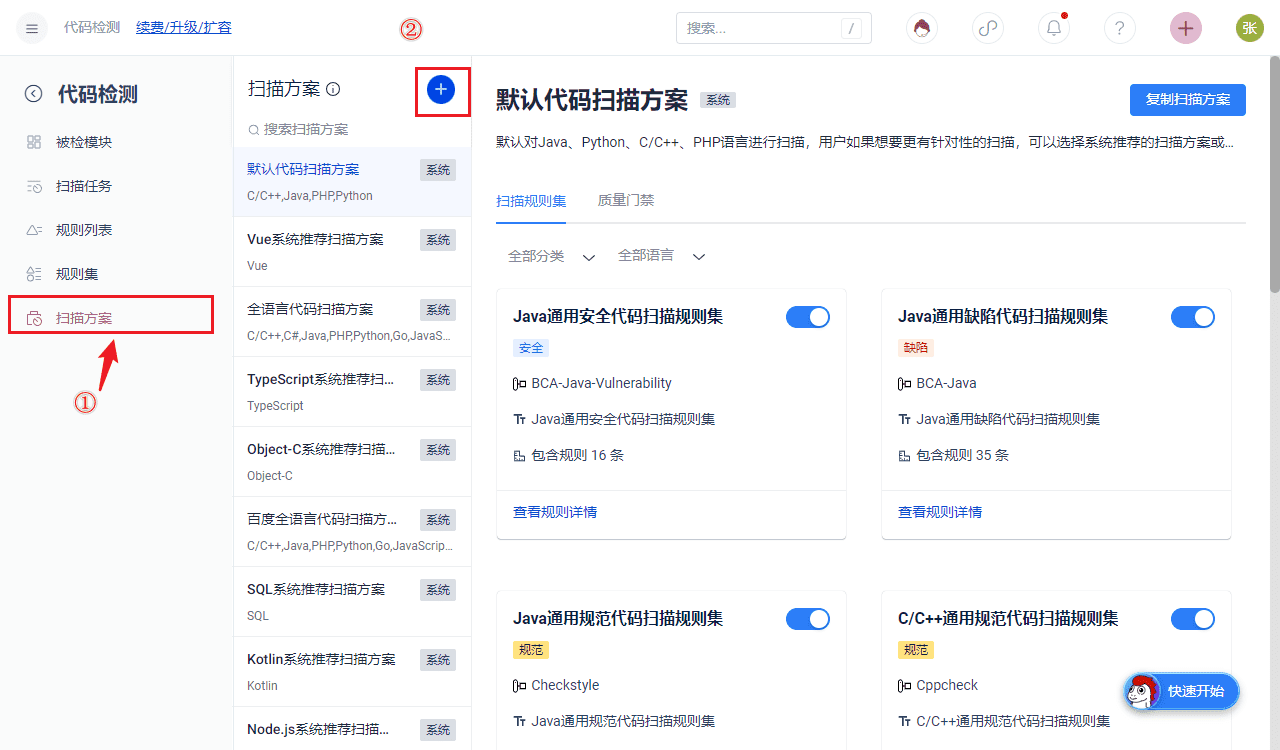 代码检测 续费/升级/扩容
②
搜索... /
?
张
代码检测
被检模块
扫描任务
规则列表
规则集
扫描方案
①
扫描方案
搜索扫描方案
默认代码扫描方案 系统
C/C++,Java,PHP,Python
Vue系统推荐扫描方案 系统
Vue
全语言代码扫描方案 系统
C/C++,C#,Java,PHP,Python,Go,JavaS...
TypeScript系统推荐扫... 系统
TypeScript
Object-C系统推荐扫描... 系统
Object-C
百度全语言代码扫描方... 系统
C/C++,Java,PHP,Python,Go,JavaScrip...
SQL系统推荐扫描方案 系统
SQL
Kotlin系统推荐扫描方案 系统
Kotlin
Node.js系统推荐扫描... 系统
默认代码扫描方案 系统
复制扫描方案
默认对Java、Python、C/C++、PHP语言进行扫描，用户如果想要更有针对性的扫描，可以选择系统推荐的扫描方案或...
扫描规则集 质量门禁
全部分类 全部语言
Java通用安全代码扫描规则集
安全
BCA-Java-Vulnerability
Java通用安全代码扫描规则集
包含规则 16 条
查看规则详情
Java通用缺陷代码扫描规则集
缺陷
BCA-Java
Java通用缺陷代码扫描规则集
包含规则 35 条
查看规则详情
Java通用规范代码扫描规则集
规范
Checkstyle
Java通用规范代码扫描规则集
C/C++通用规范代码扫描规则集
规范
Cppcheck
C/C++通用规范代码扫描规则集
快速开始